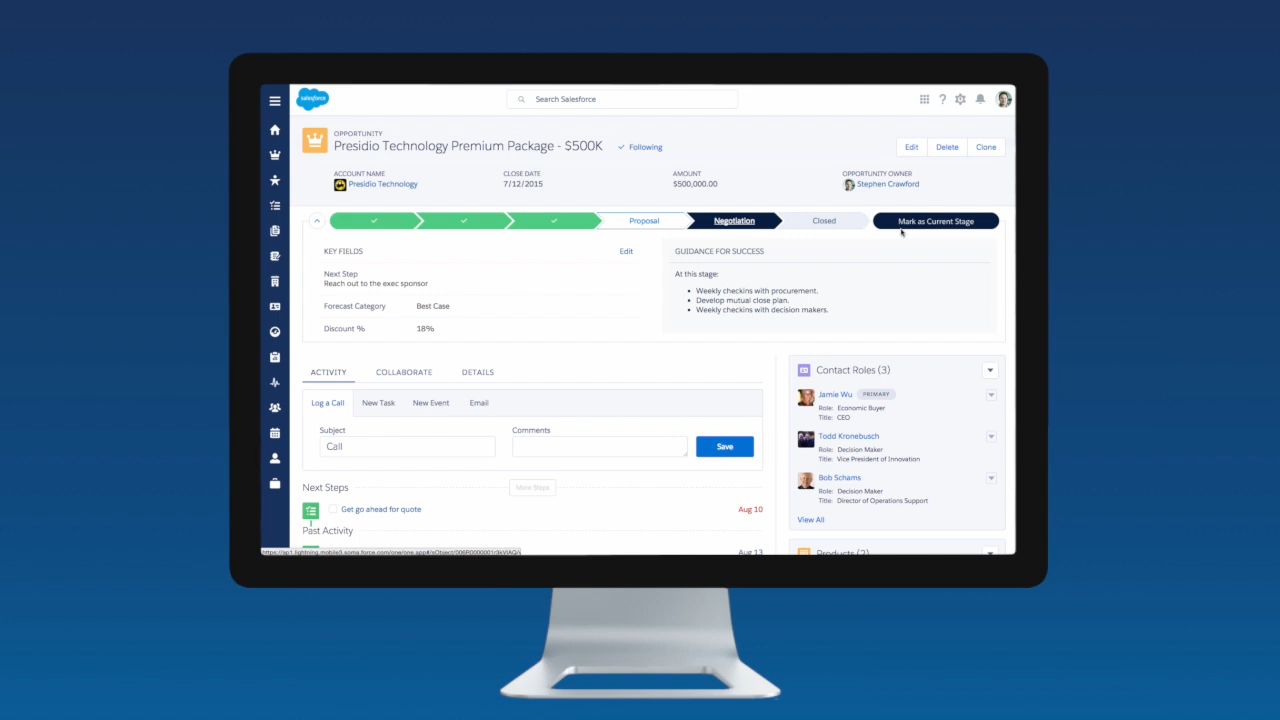 salesforce
Search Salesforce
?
OPPORTUNITY
Presidio Technology Premium Package - $500K
Following
Edit
Delete
Clone
ACCOUNT NAME
Presidio Technology
CLOSE DATE
7/12/2015
AMOUNT
$500,000.00
OPPORTUNITY OWNER
Stephen Crawford
Proposal
Negotiation
Closed
Mark as Current Stage
KEY FIELDS
Edit
Next Step
Reach out to the exec sponsor
Forecast Category
Best Case
Discount %
18%
GUIDANCE FOR SUCCESS
At this stage:
• Weekly checkins with procurement.
• Develop mutual close plan.
• Weekly checkins with decision makers.
ACTIVITY
COLLABORATE
DETAILS
Log a Call
New Task
New Event
Email
Subject
Call
Comments
Save
Next Steps
More Steps
Get go ahead for quote
Aug 10
Past Activity
Aug 13
Contact Roles (3)
Jamie Wu
PRIMARY
Role: Economic Buyer
Title: CEO
Todd Kronebusch
Role: Decision Maker
Title: Vice President of Innovation
Bob Schams
Role: Decision Maker
Title: Director of Operations Support
View All
Products (2)